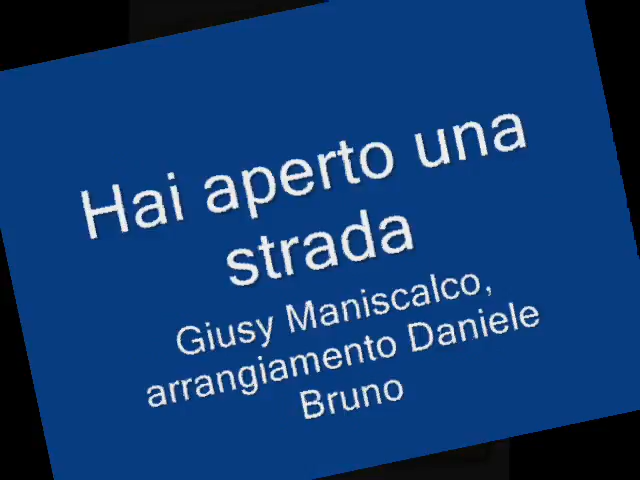 Hai aperto una
strada
Giusy Maniscalco,
arrangiamento Daniele
Bruno